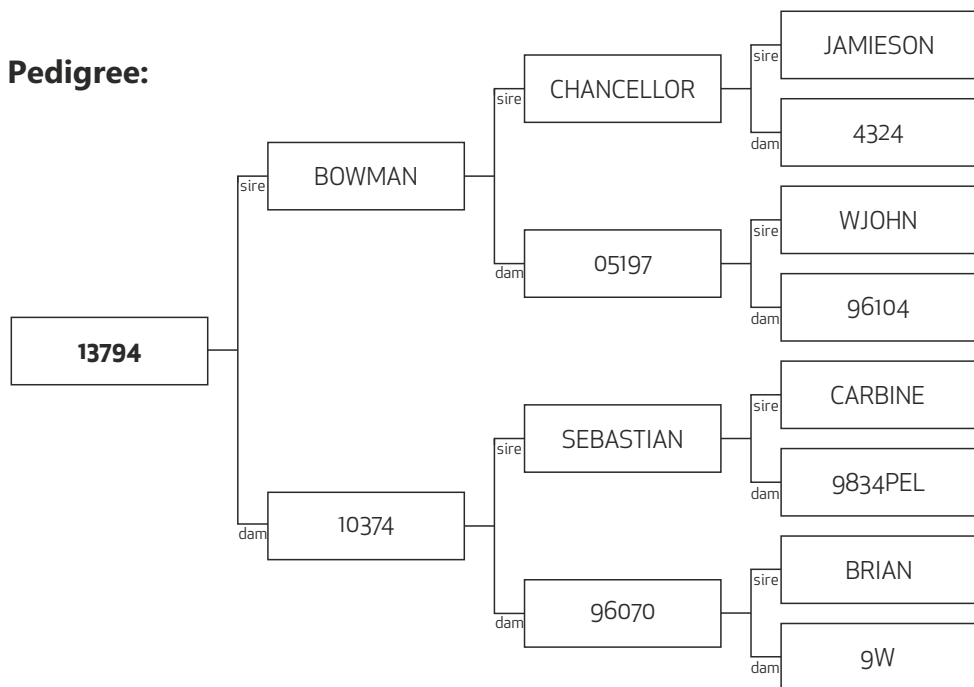 Pedigree:
13794
sire
BOWMAN
dam
10374
sire
CHANCELLOR
dam
05197
sire
SEBASTIAN
dam
96070
sire
JAMIESON
dam
4324
sire
WJOHN
dam
96104
sire
CARBINE
dam
9834PEL
sire
BRIAN
dam
9W